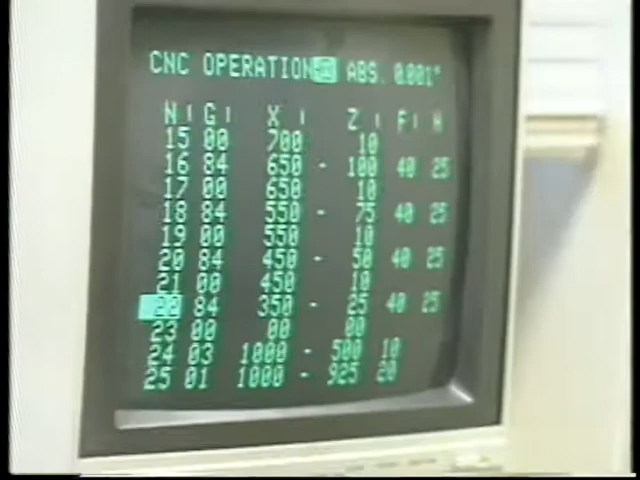 CNC OPERATION ABS. 0.001"
N G X Z F H
15 00 700 10
16 84 650 - 100 40 25
17 00 650 10
18 84 550 - 75 40 25
19 00 550 10
20 84 450 - 50 40 25
21 00 450 10
84 350 - 25 40 25
23 00 00 00
24 03 1000 - 500 10
25 01 1000 - 925 20